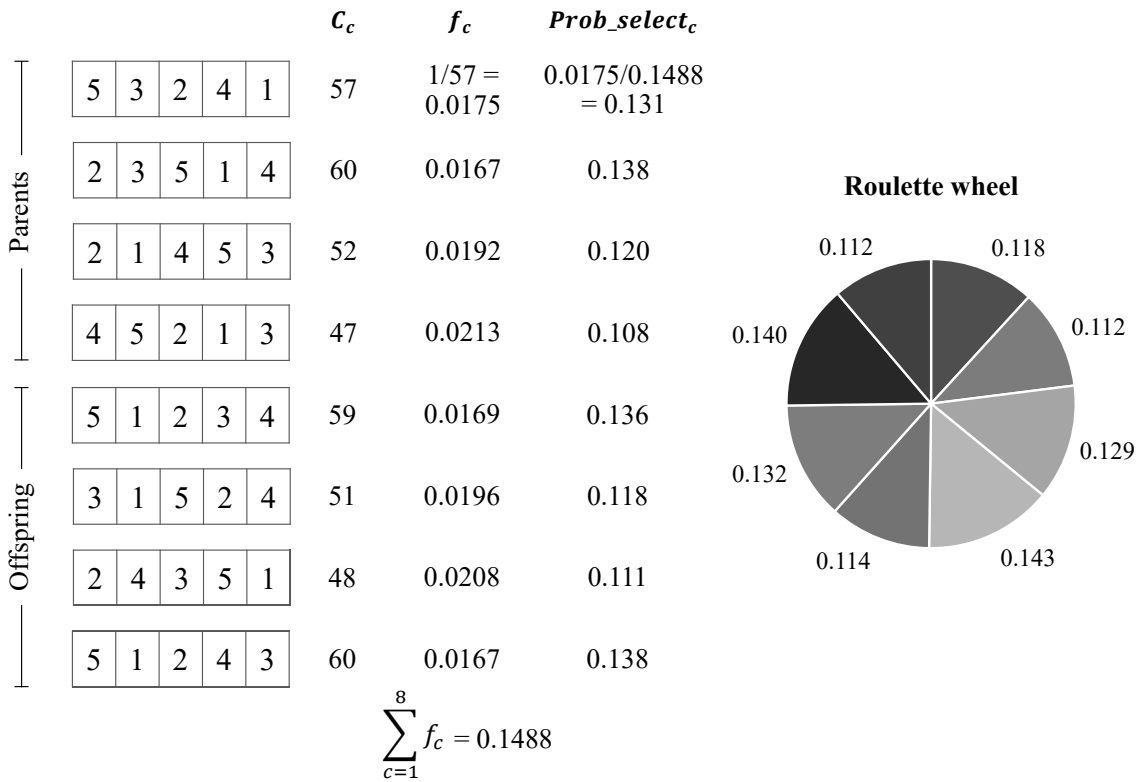 C_c f_c Prob_select_c
Parents
5 3 2 4 1 57 1/57 = 0.0175 0.0175/0.1488 = 0.131
2 3 5 1 4 60 0.0167 0.138
2 1 4 5 3 52 0.0192 0.120
4 5 2 1 3 47 0.0213 0.108
Offspring
5 1 2 3 4 59 0.0169 0.136
3 1 5 2 4 51 0.0196 0.118
2 4 3 5 1 48 0.0208 0.111
5 1 2 4 3 60 0.0167 0.138
8
∑ f_c = 0.1488
c=1
Roulette wheel
0.112 0.118
0.140 0.112
0.132 0.129
0.114 0.143